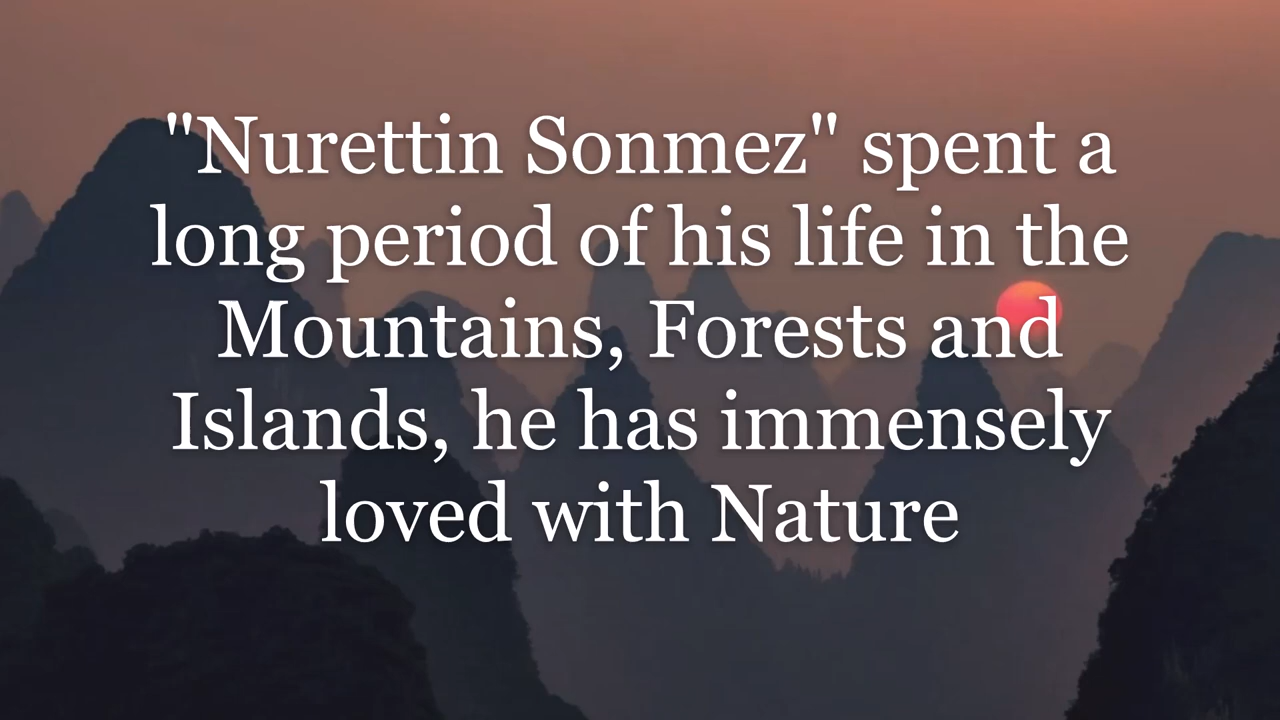 "Nurettin Sonmez" spent a
long period of his life in the
Mountains, Forests and
Islands, he has immensely
loved with Nature